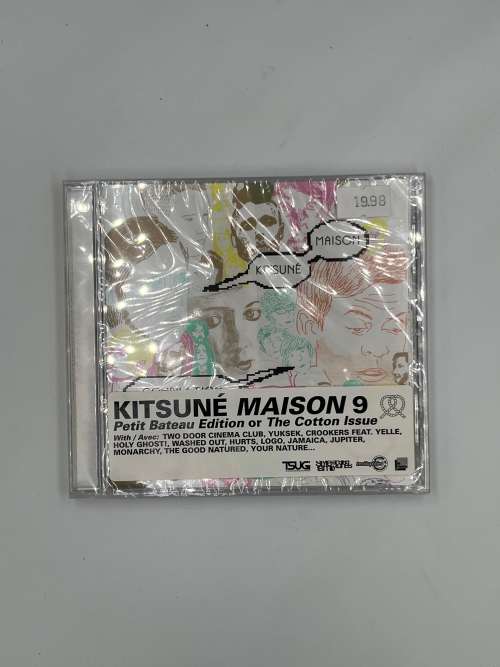 19.98
MAISON
KITSUNÉ
KITSUNÉ MAISON 9
Petit Bateau Edition or The Cotton Issue
With / Avec: TWO DOOR CINEMA CLUB, YUKSEK, CROOKERS FEAT. YELLE,
HOLY GHOST!, WASHED OUT, HURTS, LOGO, JAMAICA, JUPITER,
MONARCHY, THE GOOD NATURED, YOUR NATURE...
TSUGI